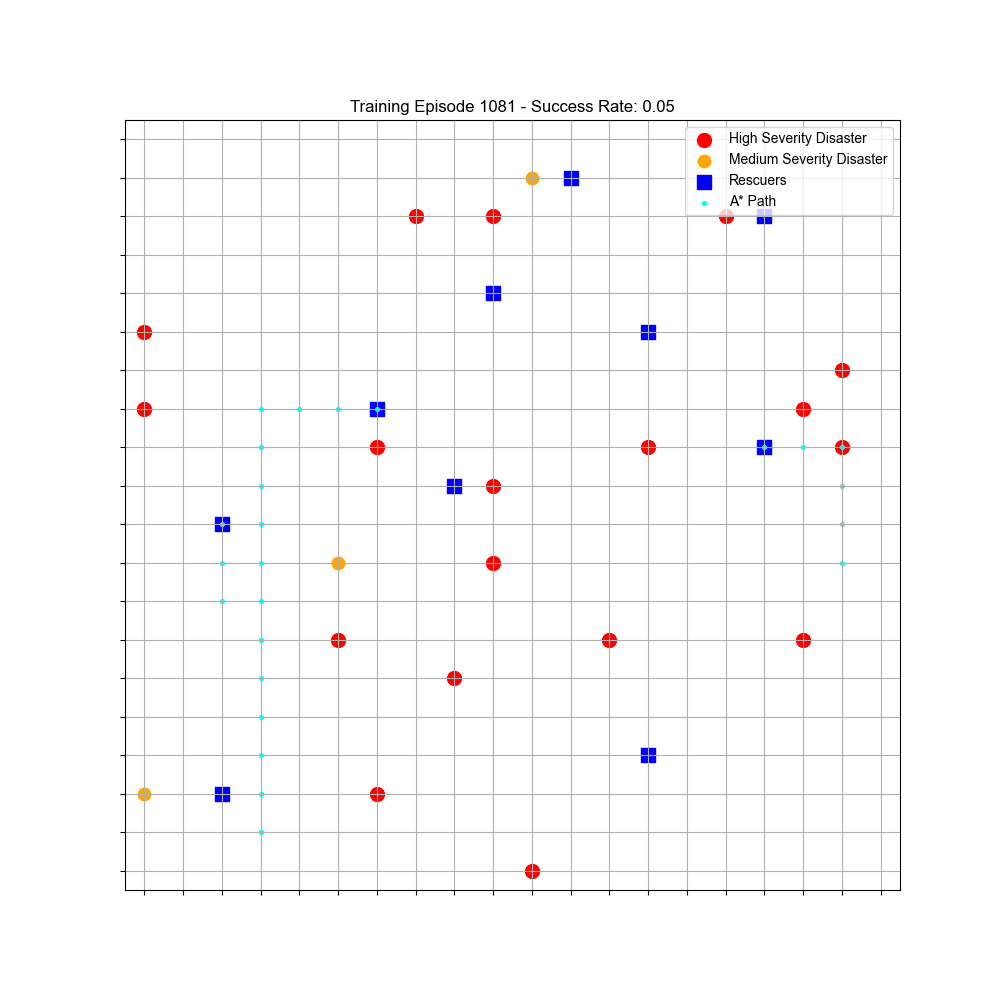 Training Episode 1081 - Success Rate: 0.05
High Severity Disaster
Medium Severity Disaster
Rescuers
A* Path